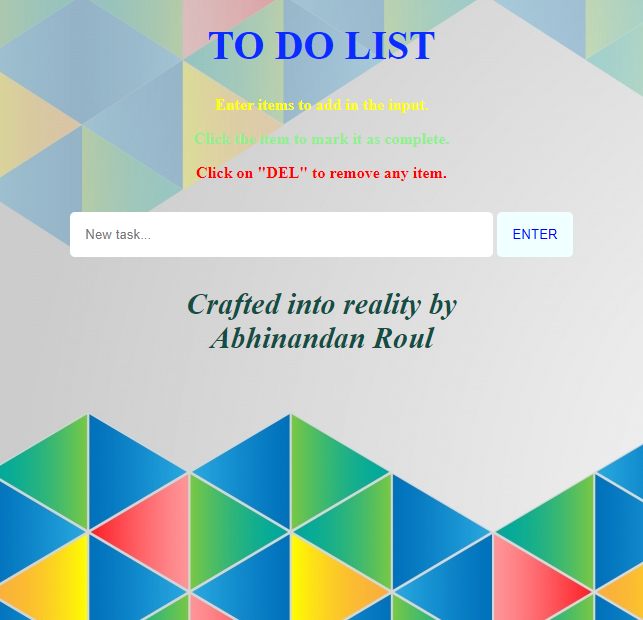 TO DO LIST
Enter items to add in the input.
Click the item to mark it as complete.
Click on "DEL" to remove any item.
New task... ENTER
Crafted into reality by
Abhinandan Roul